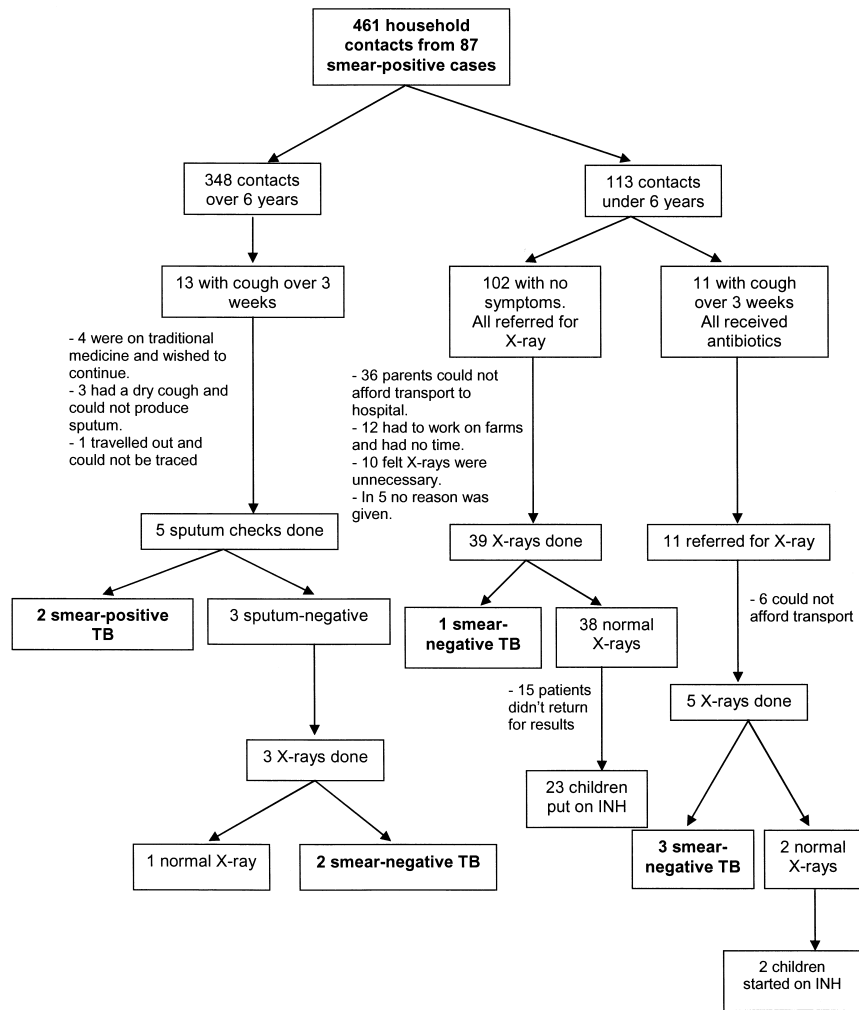 461 household
contacts from 87
smear-positive cases
348 contacts
over 6 years
113 contacts
under 6 years
13 with cough over 3
weeks
102 with no
symptoms.
All referred for
X-ray
11 with cough
over 3 weeks
All received
antibiotics
- 4 were on traditional
medicine and wished to
continue.
- 3 had a dry cough and
could not produce
sputum.
- 1 travelled out and
could not be traced
- 36 parents could not
afford transport to
hospital.
- 12 had to work on farms
and had no time.
- 10 felt X-rays were
unnecessary.
- In 5 no reason was
given.
5 sputum checks done
39 X-rays done
11 referred for X-ray
2 smear-positive
TB
3 sputum-negative
1 smear-
negative TB
38 normal
X-rays
- 6 could not
afford transport
- 15 patients
didn't return
for results
5 X-rays done
3 X-rays done
23 children
put on INH
1 normal X-ray
2 smear-negative TB
3 smear-
negative TB
2 normal
X-rays
2 children
started on INH